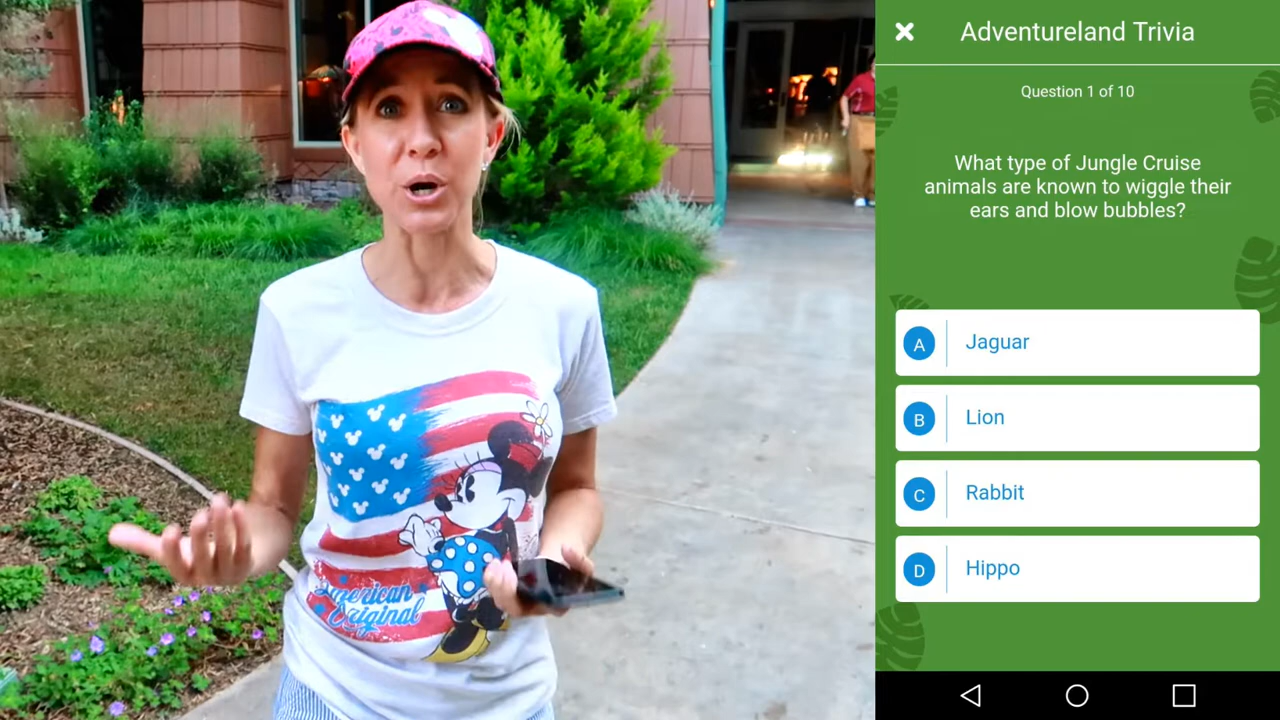 American
Original
Adventureland Trivia
Question 1 of 10
What type of Jungle Cruise
animals are known to wiggle their
ears and blow bubbles?
A Jaguar
B Lion
C Rabbit
D Hippo